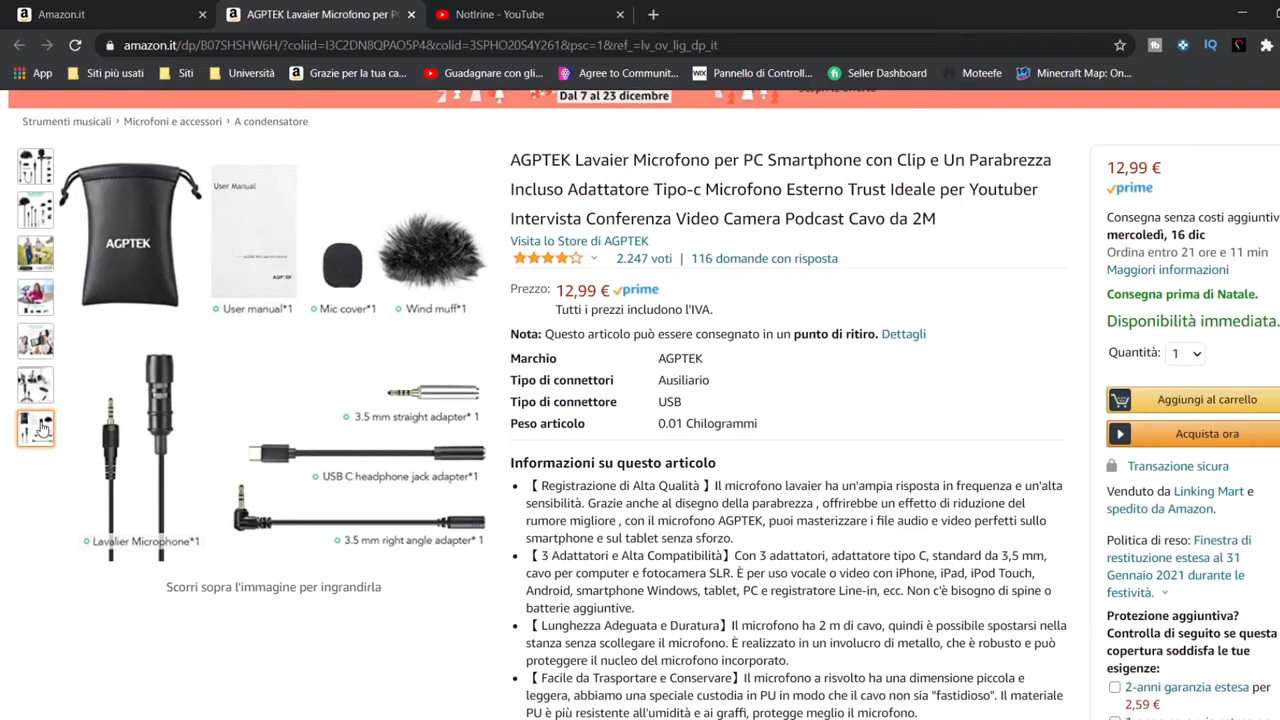 Amazon.it
AGPTEK Lavaier Microfono per P
NotIrine - YouTube
amazon.it/dp/B07SHSHW6H/?coliid=I3C2DN8QPAO5P4&colid=3SPHO20S4Y261&psc=1&ref_=lv_ov_lig_dp_it
App
Siti più usati
Siti
Università
Grazie per la tua ca...
Guadagnare con gli...
Agree to Communit...
Pannello di Controll...
Seller Dashboard
Moteefe
Minecraft Map: On...
Dal 7 al 23 dicembre
Strumenti musicali › Microfoni e accessori › A condensatore
AGPTEK
User Manual
AGPTEK
User manual*1
Mic cover*1
Wind muff*1
3.5 mm straight adapter* 1
USB C headphone jack adapter*1
Lavalier Microphone*1
3.5 mm right angle adapter* 1
Scorri sopra l'immagine per ingrandirla
AGPTEK Lavaier Microfono per PC Smartphone con Clip e Un Parabrezza
Incluso Adattatore Tipo-c Microfono Esterno Trust Ideale per Youtuber
Intervista Conferenza Video Camera Podcast Cavo da 2M
Visita lo Store di AGPTEK
2.247 voti | 116 domande con risposta
Prezzo: 12,99 € prime
Tutti i prezzi includono l'IVA.
Nota: Questo articolo può essere consegnato in un punto di ritiro. Dettagli
Marchio AGPTEK
Tipo di connettori Ausiliario
Tipo di connettore USB
Peso articolo 0.01 Chilogrammi
Informazioni su questo articolo
• 【 Registrazione di Alta Qualità 】Il microfono lavaier ha un'ampia risposta in frequenza e un'alta
sensibilità. Grazie anche al disegno della parabrezza , offrirebbe un effetto di riduzione del
rumore migliore , con il microfono AGPTEK, puoi masterizzare i file audio e video perfetti sullo
smartphone e sul tablet senza sforzo.
• 【 3 Adattatori e Alta Compatibilità】Con 3 adattatori, adattatore tipo C, standard da 3,5 mm,
cavo per computer e fotocamera SLR. È per uso vocale o video con iPhone, iPad, iPod Touch,
Android, smartphone Windows, tablet, PC e registratore Line-in, ecc. Non c'è bisogno di spine o
batterie aggiuntive.
• 【 Lunghezza Adeguata e Duratura】Il microfono ha 2 m di cavo, quindi è possibile spostarsi nella
stanza senza scollegare il microfono. È realizzato in un involucro di metallo, che è robusto e può
proteggere il nucleo del microfono incorporato.
• 【 Facile da Trasportare e Conservare】Il microfono a risvolto ha una dimensione piccola e
leggera, abbiamo una speciale custodia in PU in modo che il cavo non sia "fastidioso". Il materiale
PU è più resistente all'umidità e ai graffi, protegge meglio il microfono.
12,99 €
prime
Consegna senza costi aggiuntiv
mercoledì, 16 dic
Ordina entro 21 ore e 11 min
Maggiori informazioni
Consegna prima di Natale.
Disponibilità immediata.
Quantità: 1
Aggiungi al carrello
Acquista ora
Transazione sicura
Venduto da Linking Mart e
spedito da Amazon.
Politica di reso: Finestra di
restituzione estesa al 31
Gennaio 2021 durante le
festività.
Protezione aggiuntiva?
Controlla di seguito se questa
copertura soddisfa le tue
esigenze:
2-anni garanzia estesa per
2,59 €